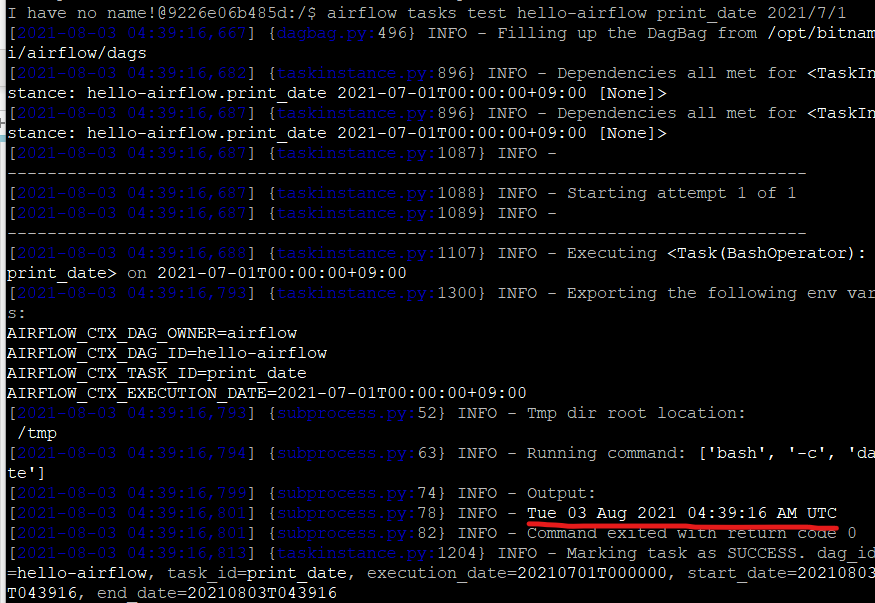 I have no name!@9226e06b485d:/$ airflow tasks test hello-airflow print_date 2021/7/1
[2021-08-03 04:39:16,667] {dagbag.py:496} INFO - Filling up the DagBag from /opt/bitnam
i/airflow/dags
[2021-08-03 04:39:16,682] {taskinstance.py:896} INFO - Dependencies all met for <TaskIn
stance: hello-airflow.print_date 2021-07-01T00:00:00+09:00 [None]>
[2021-08-03 04:39:16,687] {taskinstance.py:896} INFO - Dependencies all met for <TaskIn
stance: hello-airflow.print_date 2021-07-01T00:00:00+09:00 [None]>
[2021-08-03 04:39:16,687] {taskinstance.py:1087} INFO -
--------------------------------------------------------------------------------
[2021-08-03 04:39:16,687] {taskinstance.py:1088} INFO - Starting attempt 1 of 1
[2021-08-03 04:39:16,687] {taskinstance.py:1089} INFO -
--------------------------------------------------------------------------------
[2021-08-03 04:39:16,688] {taskinstance.py:1107} INFO - Executing <Task(BashOperator):
print_date> on 2021-07-01T00:00:00+09:00
[2021-08-03 04:39:16,793] {taskinstance.py:1300} INFO - Exporting the following env var
s:
AIRFLOW_CTX_DAG_OWNER=airflow
AIRFLOW_CTX_DAG_ID=hello-airflow
AIRFLOW_CTX_TASK_ID=print_date
AIRFLOW_CTX_EXECUTION_DATE=2021-07-01T00:00:00+09:00
[2021-08-03 04:39:16,793] {subprocess.py:52} INFO - Tmp dir root location:
 /tmp
[2021-08-03 04:39:16,794] {subprocess.py:63} INFO - Running command: ['bash', '-c', 'da
te']
[2021-08-03 04:39:16,799] {subprocess.py:74} INFO - Output:
[2021-08-03 04:39:16,801] {subprocess.py:78} INFO - Tue 03 Aug 2021 04:39:16 AM UTC
[2021-08-03 04:39:16,801] {subprocess.py:82} INFO - Command exited with return code 0
[2021-08-03 04:39:16,813] {taskinstance.py:1204} INFO - Marking task as SUCCESS. dag_id
=hello-airflow, task_id=print_date, execution_date=20210701T000000, start_date=20210803
T043916, end_date=20210803T043916